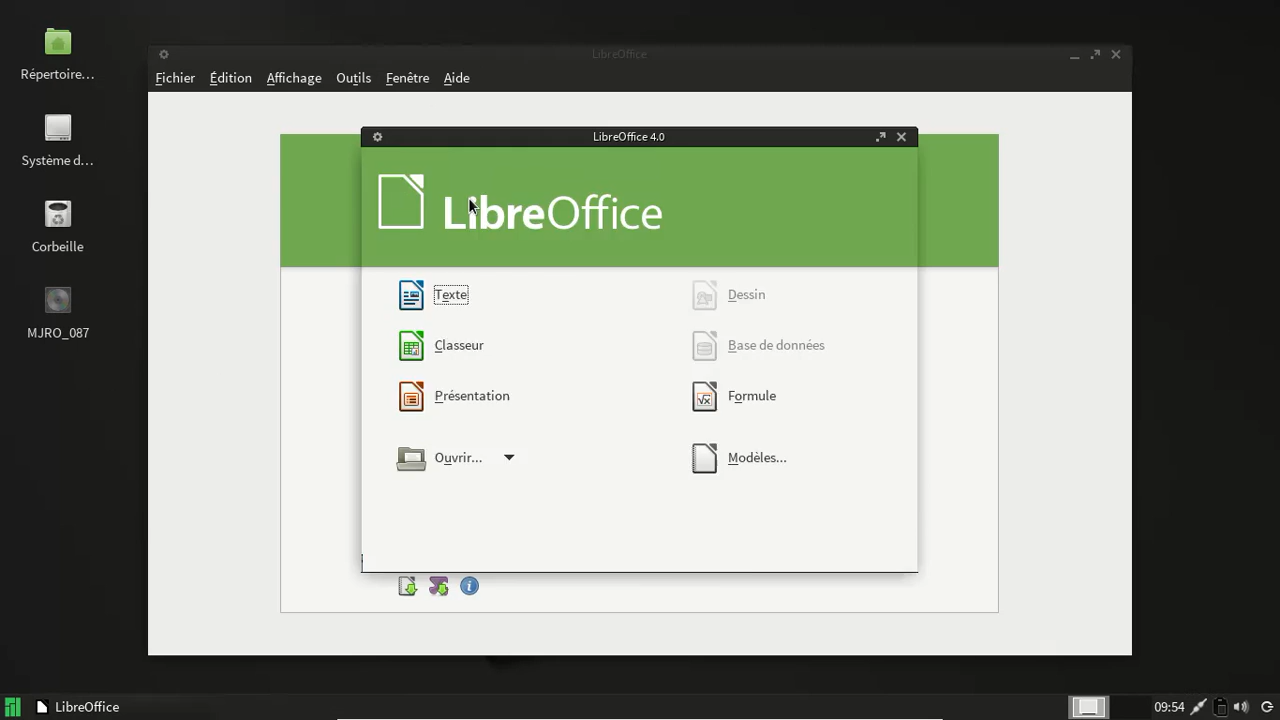 Répertoire...
Système d...
Corbeille
MJRO_087
LibreOffice
Fichier Édition Affichage Outils Fenêtre Aide
LibreOffice 4.0
LibreOffice
Texte
Dessin
Classeur
Base de données
Présentation
Formule
Ouvrir...
Modèles...
LibreOffice
09:54